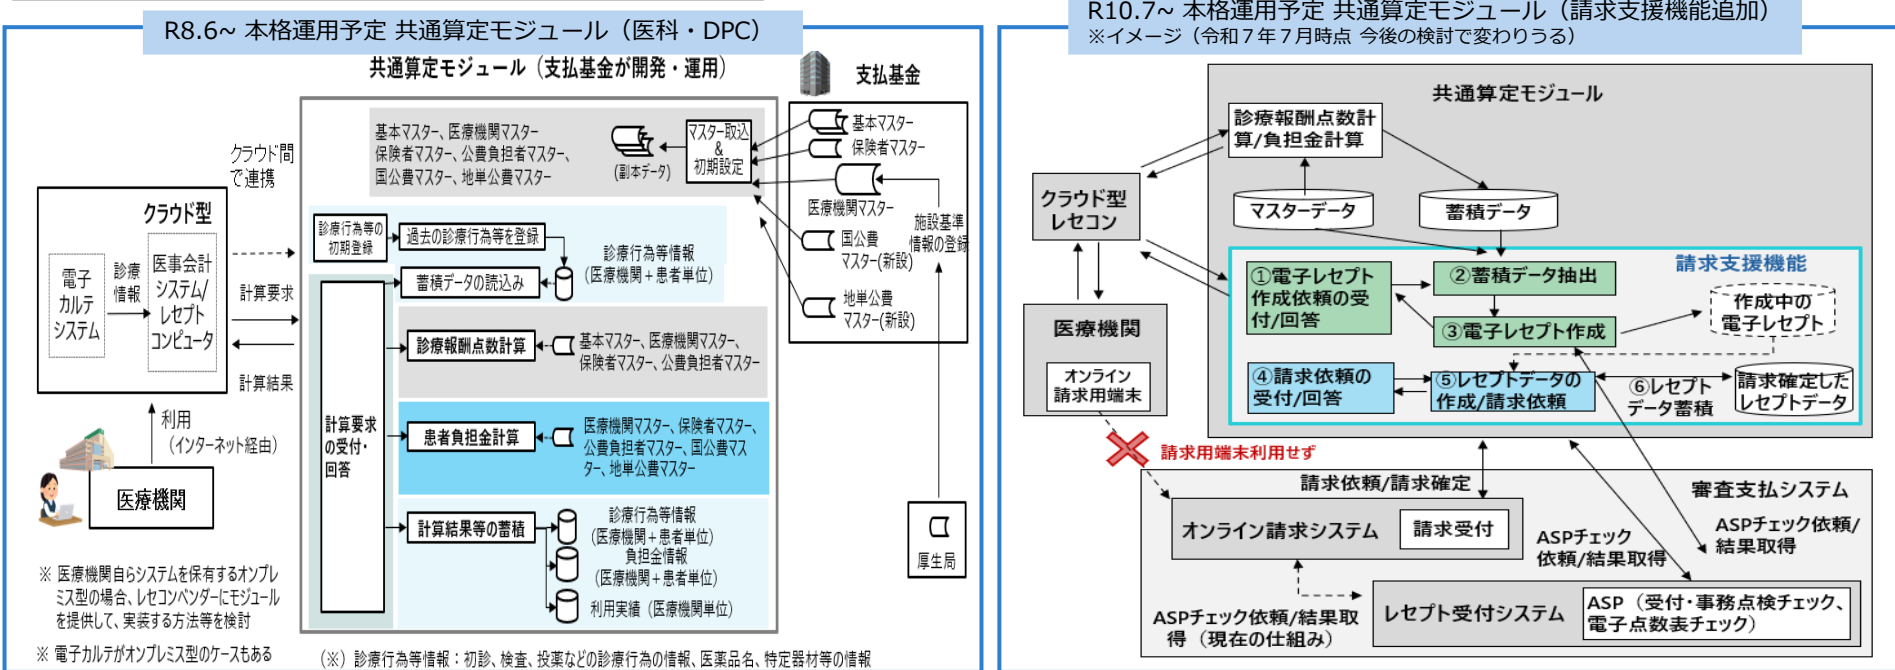 R8.6~ 本格運用予定 共通算定モジュール（医科・DPC）
共通算定モジュール（支払基金が開発・運用）
支払基金
基本マスター、医療機関マスター
保険者マスター、公費負担者マスター、
国公費マスター、地単公費マスター
(副本データ)
マスター取込
&
初期設定
基本マスター
保険者マスター
医療機関マスター
施設基準
情報の登録
国公費
マスター(新設)
地単公費
マスター(新設)
厚生局
クラウド間
で連携
クラウド型
電子
カルテ
システム
診療
情報
医事会計
システム/
レセプト
コンピュータ
計算要求
計算結果
利用
（インターネット経由）
医療機関
診療行為等の
初期登録
過去の診療行為等を登録
診療行為等情報
（医療機関＋患者単位）
蓄積データの読込み
計算要求
の受付・
回答
診療報酬点数計算
基本マスター、医療機関マスター、
保険者マスター、公費負担者マスター
患者負担金計算
医療機関マスター、保険者マスター、
公費負担者マスター、国公費マス
ター、地単公費マスター
計算結果等の蓄積
診療行為等情報
（医療機関＋患者単位）
負担金情報
（医療機関＋患者単位）
利用実績（医療機関単位）
※ 医療機関自らシステムを保有するオンプレ
ミス型の場合、レセコンベンダーにモジュール
を提供して、実装する方法等を検討
※ 電子カルテがオンプレミス型のケースもある
（※）診療行為等情報：初診、検査、投薬などの診療行為の情報、医薬品名、特定器材等の情報
R10.7~ 本格運用予定 共通算定モジュール（請求支援機能追加）
※イメージ（令和７年７月時点 今後の検討で変わりうる）
共通算定モジュール
診療報酬点数計
算/負担金計算
マスターデータ
蓄積データ
クラウド型
レセコン
請求支援機能
①電子レセプト
作成依頼の受
付/回答
②蓄積データ抽出
③電子レセプト作成
作成中の
電子レセプト
④請求依頼の
受付/回答
⑤レセプトデータの
作成/請求依頼
⑥レセプト
データ蓄積
請求確定した
レセプトデータ
医療機関
オンライン
請求用端末
請求用端末利用せず
請求依頼/請求確定
審査支払システム
オンライン請求システム
請求受付
ASPチェック
依頼/結果取得
ASPチェック依頼/
結果取得
ASPチェック依頼/結果取
得（現在の仕組み）
レセプト受付システム
ASP（受付・事務点検チェック、
電子点数表チェック）